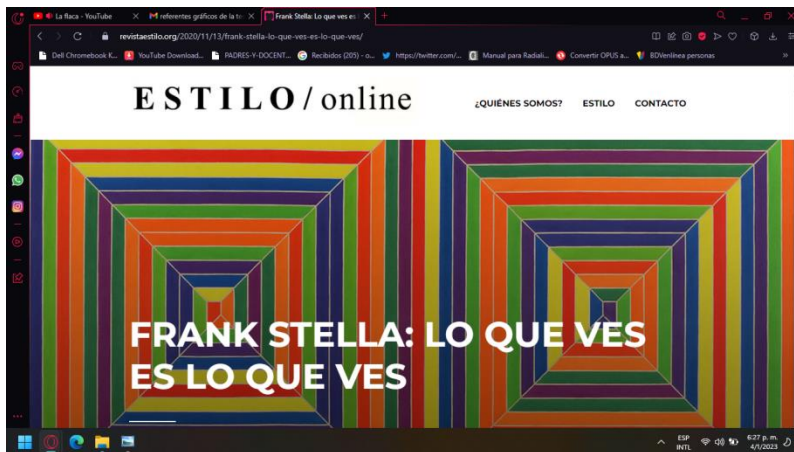 La flaca - YouTube
referentes gráficos de la te
Frank Stella: Lo que ves es l
revistaestilo.org/2020/11/13/frank-stella-lo-que-ves-es-lo-que-ves/
Dell Chromebook K...
YouTube Download...
PADRES-Y-DOCENT...
Recibidos (205) - o...
https://twitter.com/...
Manual para Radiali...
Convertir OPUS a...
BDVenlínea personas
ESTILO/online
¿QUIÉNES SOMOS?
ESTILO
CONTACTO
FRANK STELLA: LO QUE VES
ES LO QUE VES
ESP
INTL
6:27 p. m.
4/1/2023